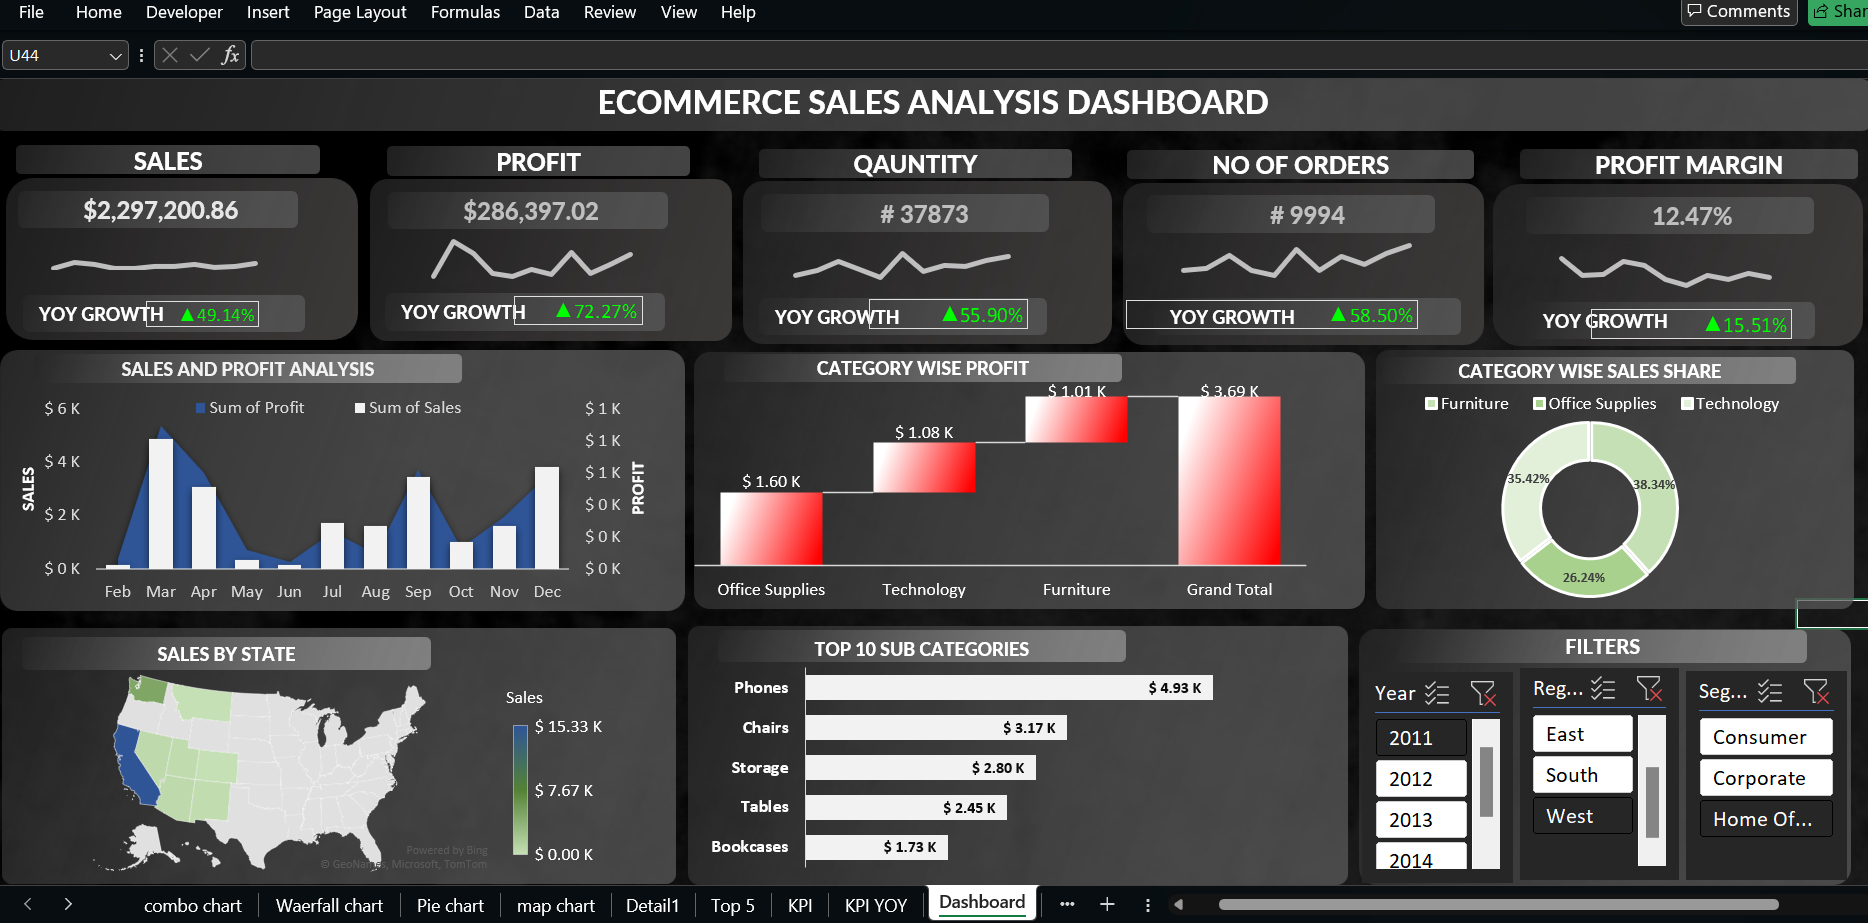 File Home Developer Insert Page Layout Formulas Data Review View Help Comments Shar
U44 fx
ECOMMERCE SALES ANALYSIS DASHBOARD
SALES PROFIT QAUNTITY NO OF ORDERS PROFIT MARGIN
$2,297,200.86 $286,397.02 # 37873 # 9994 12.47%
YOY GROWTH ▲49.14% YOY GROWTH ▲72.27% YOY GROWTH ▲55.90% YOY GROWTH ▲58.50% YOY GROWTH ▲15.51%
SALES AND PROFIT ANALYSIS
Sum of Profit Sum of Sales
SALES
$ 6 K
$ 4 K
$ 2 K
$ 0 K
$ 1 K
$ 1 K
$ 1 K
$ 0 K
$ 0 K
$ 0 K
PROFIT
Feb Mar Apr May Jun Jul Aug Sep Oct Nov Dec
CATEGORY WISE PROFIT
$ 1.60 K
$ 1.08 K
$ 1.01 K
$ 3.69 K
Office Supplies Technology Furniture Grand Total
CATEGORY WISE SALES SHARE
Furniture Office Supplies Technology
35.42%
38.34%
26.24%
SALES BY STATE
Sales
$ 15.33 K
$ 7.67 K
$ 0.00 K
Powered by Bing
© GeoNames, Microsoft, TomTom
TOP 10 SUB CATEGORIES
Phones $ 4.93 K
Chairs $ 3.17 K
Storage $ 2.80 K
Tables $ 2.45 K
Bookcases $ 1.73 K
FILTERS
Year
2011
2012
2013
2014
Reg...
East
South
West
Seg...
Consumer
Corporate
Home Of...
combo chart Waerfall chart Pie chart map chart Detail1 Top 5 KPI KPI YOY Dashboard ... +